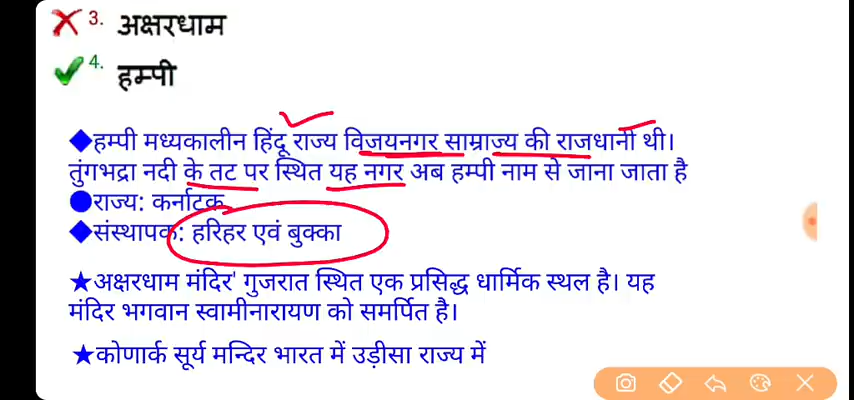 3. अक्षरधाम
4. हम्पी
◆हम्पी मध्यकालीन हिंदू राज्य विजयनगर साम्राज्य की राजधानी थी।
तुंगभद्रा नदी के तट पर स्थित यह नगर अब हम्पी नाम से जाना जाता है
●राज्य: कर्नाटक
◆संस्थापक: हरिहर एवं बुक्का
★अक्षरधाम मंदिर' गुजरात स्थित एक प्रसिद्ध धार्मिक स्थल है। यह
मंदिर भगवान स्वामीनारायण को समर्पित है।
★कोणार्क सूर्य मन्दिर भारत में उड़ीसा राज्य में